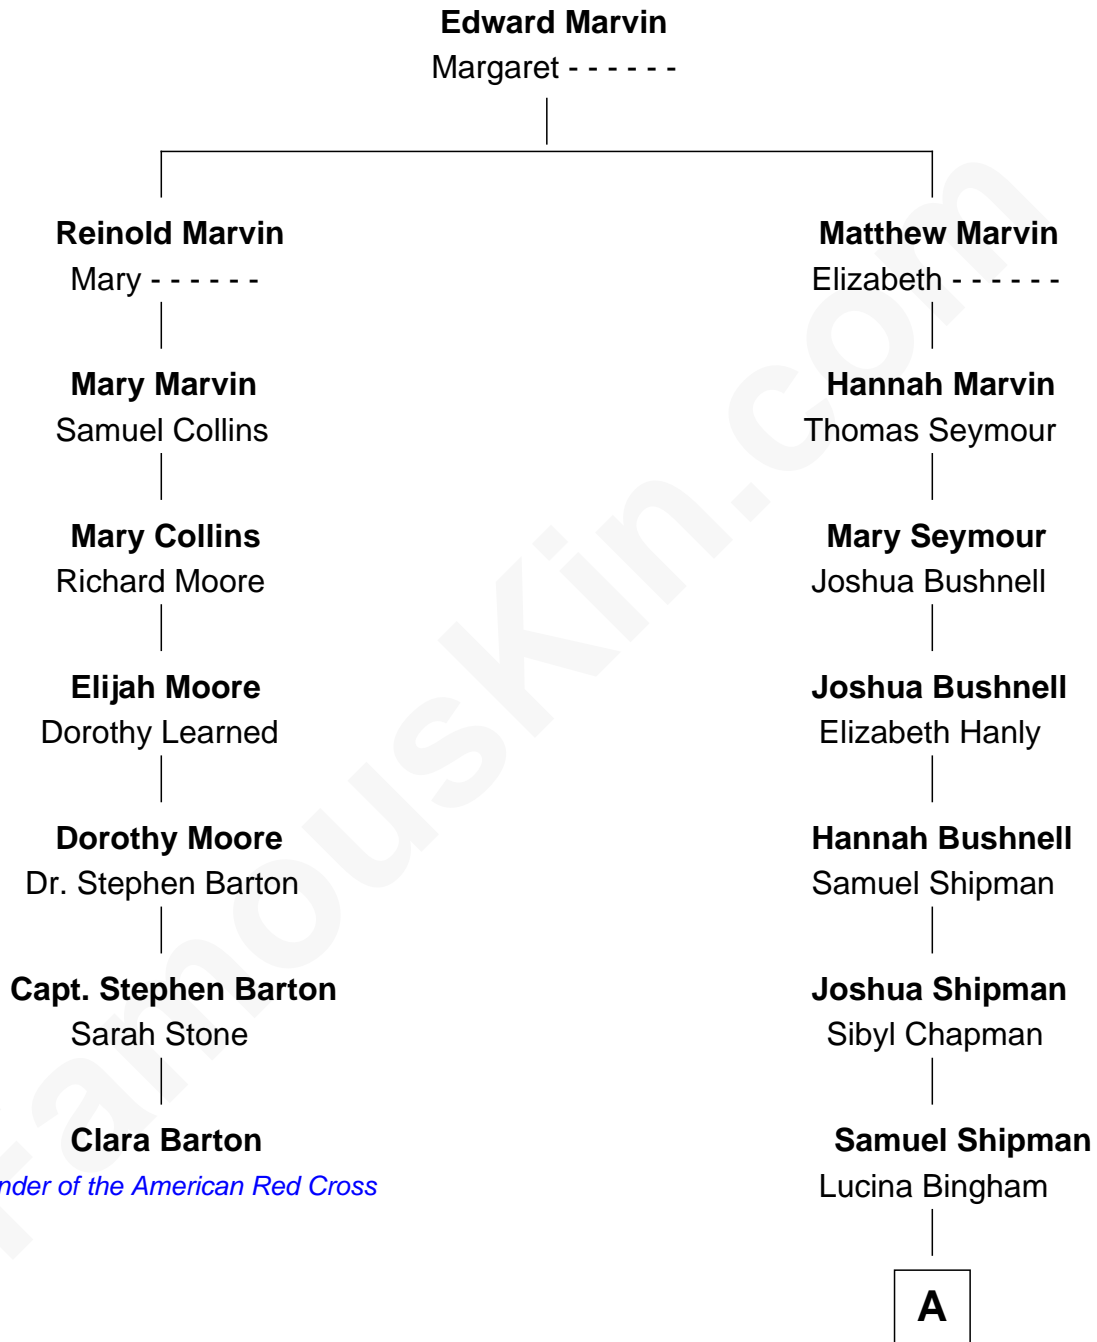 Edward Marvin
Margaret - - - - - -
Reinold Marvin
Mary - - - - - -
Mary Marvin
Samuel Collins
Mary Collins
Richard Moore
Elijah Moore
Dorothy Learned
Dorothy Moore
Dr. Stephen Barton
Capt. Stephen Barton
Sarah Stone
Clara Barton
nder of the American Red Cross
Matthew Marvin
Elizabeth - - - - - -
Hannah Marvin
Thomas Seymour
Mary Seymour
Joshua Bushnell
Joshua Bushnell
Elizabeth Hanly
Hannah Bushnell
Samuel Shipman
Joshua Shipman
Sibyl Chapman
Samuel Shipman
Lucina Bingham
A
FamousKin.com